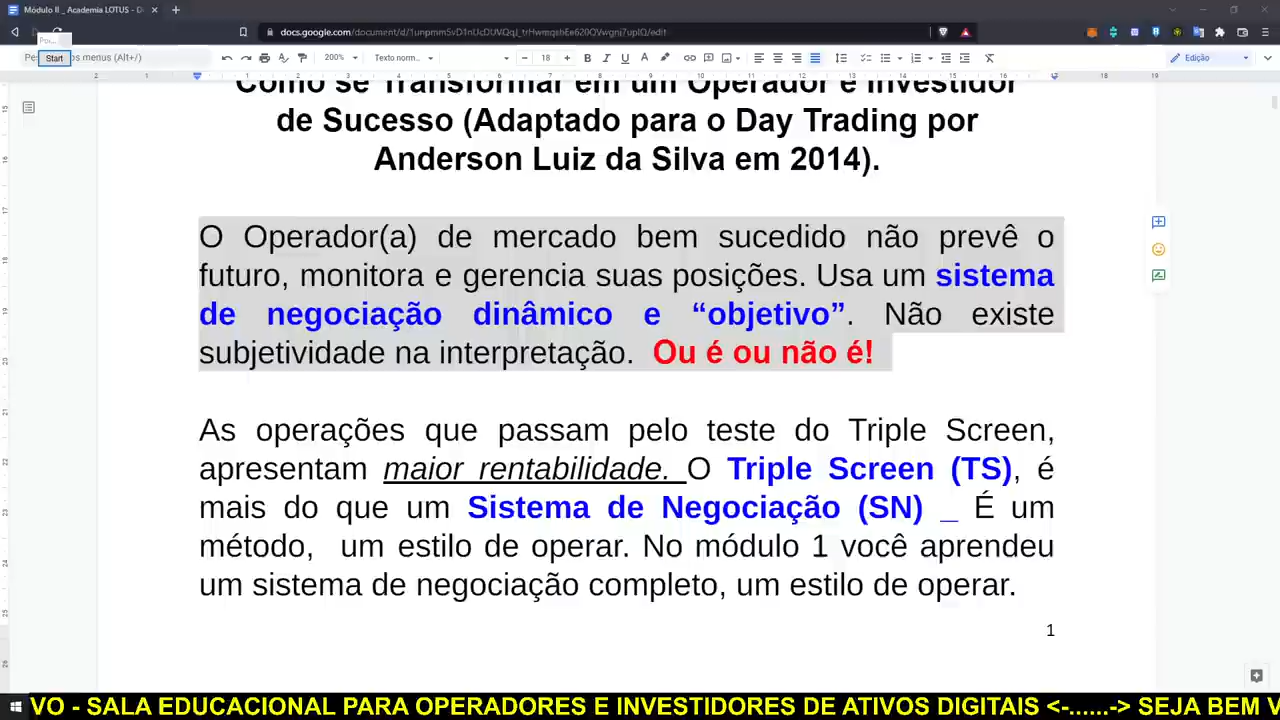 Módulo II _ Academia LOTUS - D
Start
os menus (Alt+/)
200%
Texto norm...
18
Edição
Como se Transformar em um Operador e Investidor
de Sucesso (Adaptado para o Day Trading por
Anderson Luiz da Silva em 2014).
O Operador(a) de mercado bem sucedido não prevê o
futuro, monitora e gerencia suas posições. Usa um sistema
de negociação dinâmico e “objetivo”. Não existe
subjetividade na interpretação. Ou é ou não é!
As operações que passam pelo teste do Triple Screen,
apresentam maior rentabilidade. O Triple Screen (TS), é
mais do que um Sistema de Negociação (SN) _ É um
método, um estilo de operar. No módulo 1 você aprendeu
um sistema de negociação completo, um estilo de operar.
1
VO - SALA EDUCACIONAL PARA OPERADORES E INVESTIDORES DE ATIVOS DIGITAIS <-......-> SEJA BEM V